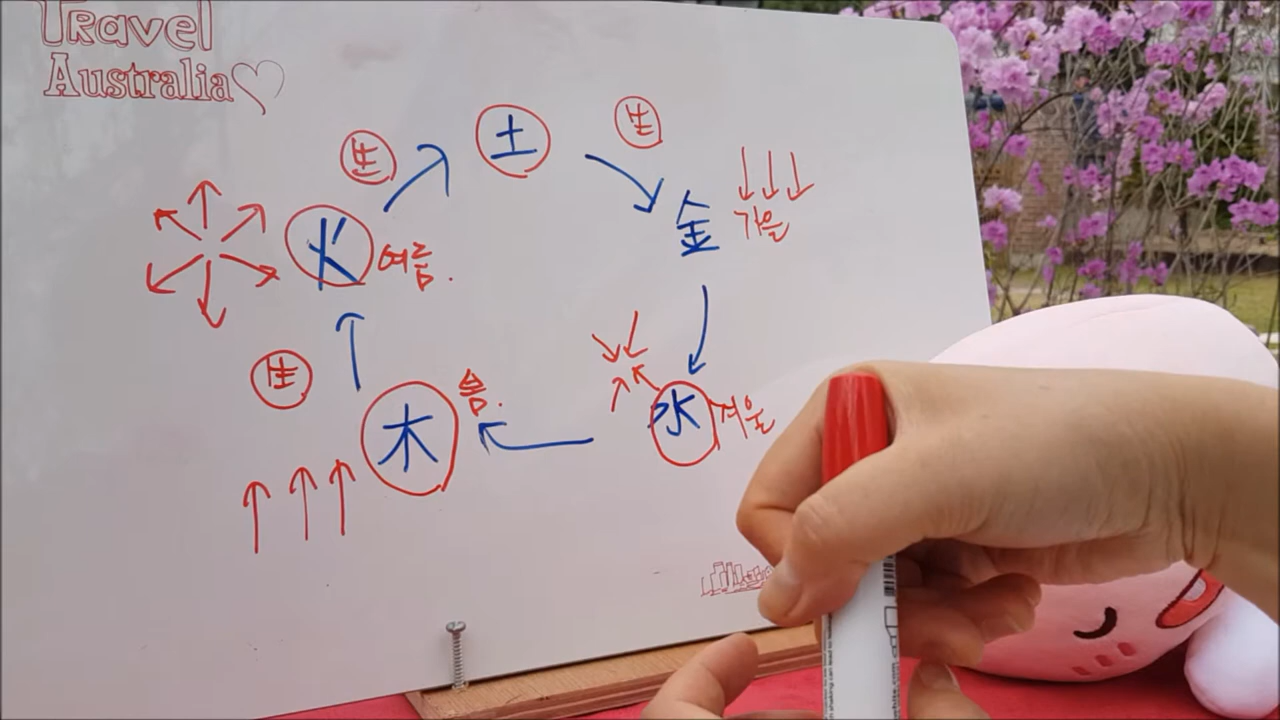 Travel
Australia
生
土
生
火
여름.
金
가을
生
木
봄.
水
겨울